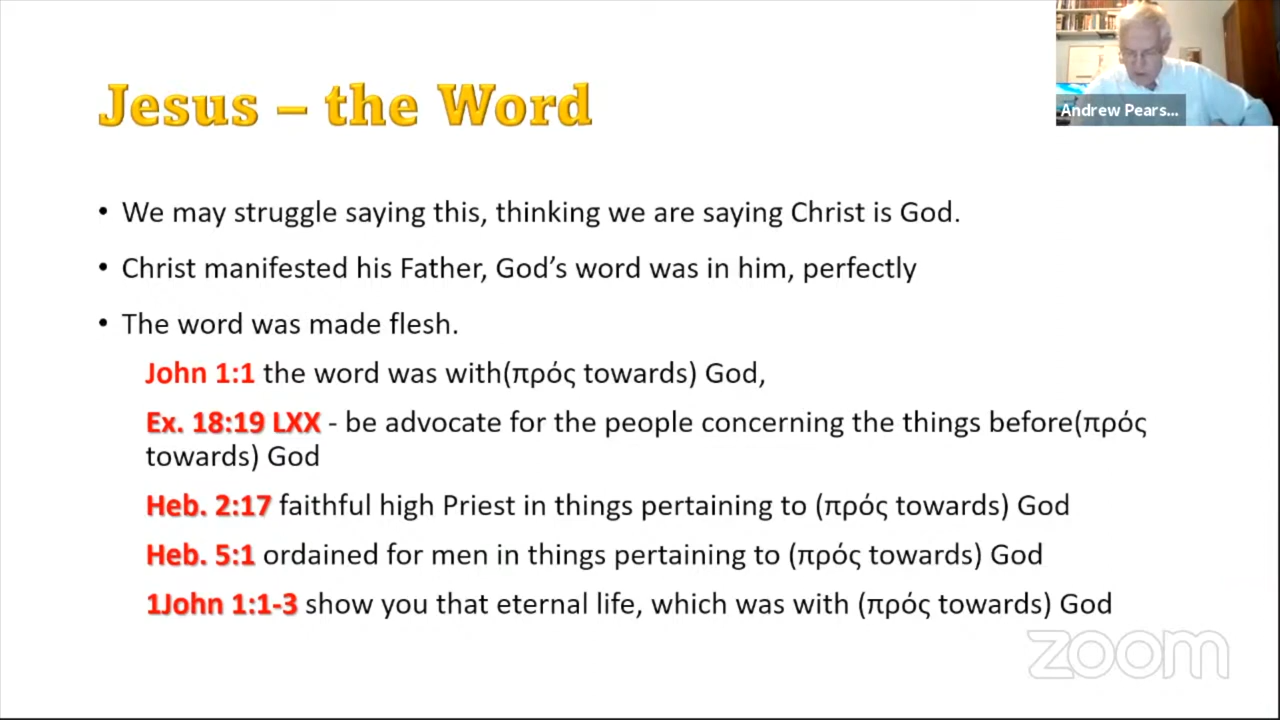 Jesus – the Word
Andrew Pears...
• We may struggle saying this, thinking we are saying Christ is God.
• Christ manifested his Father, God’s word was in him, perfectly
• The word was made flesh.
John 1:1 the word was with(πρός towards) God,
Ex. 18:19 LXX - be advocate for the people concerning the things before(πρός
towards) God
Heb. 2:17 faithful high Priest in things pertaining to (πρός towards) God
Heb. 5:1 ordained for men in things pertaining to (πρός towards) God
1John 1:1-3 show you that eternal life, which was with (πρός towards) God
zoom